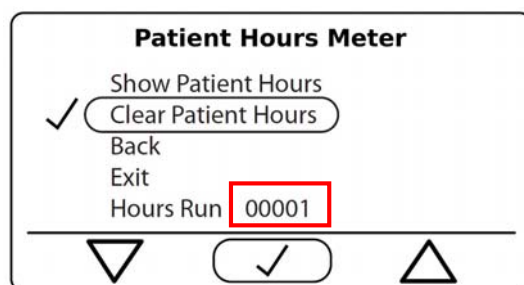 Patient Hours Meter
Show Patient Hours
Clear Patient Hours
Back
Exit
Hours Run 00001